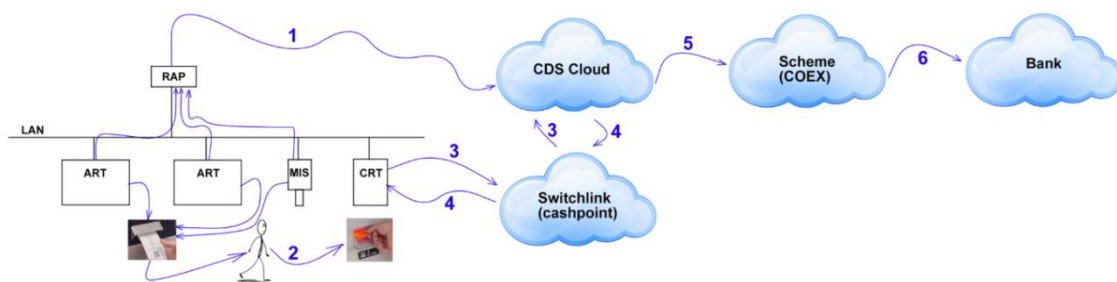 1
RAP
CDS Cloud
5
Scheme
(COEX)
6
Bank
LAN
3
4
ART
ART
MIS
CRT
3
4
Switchlink
(cashpoint)
2